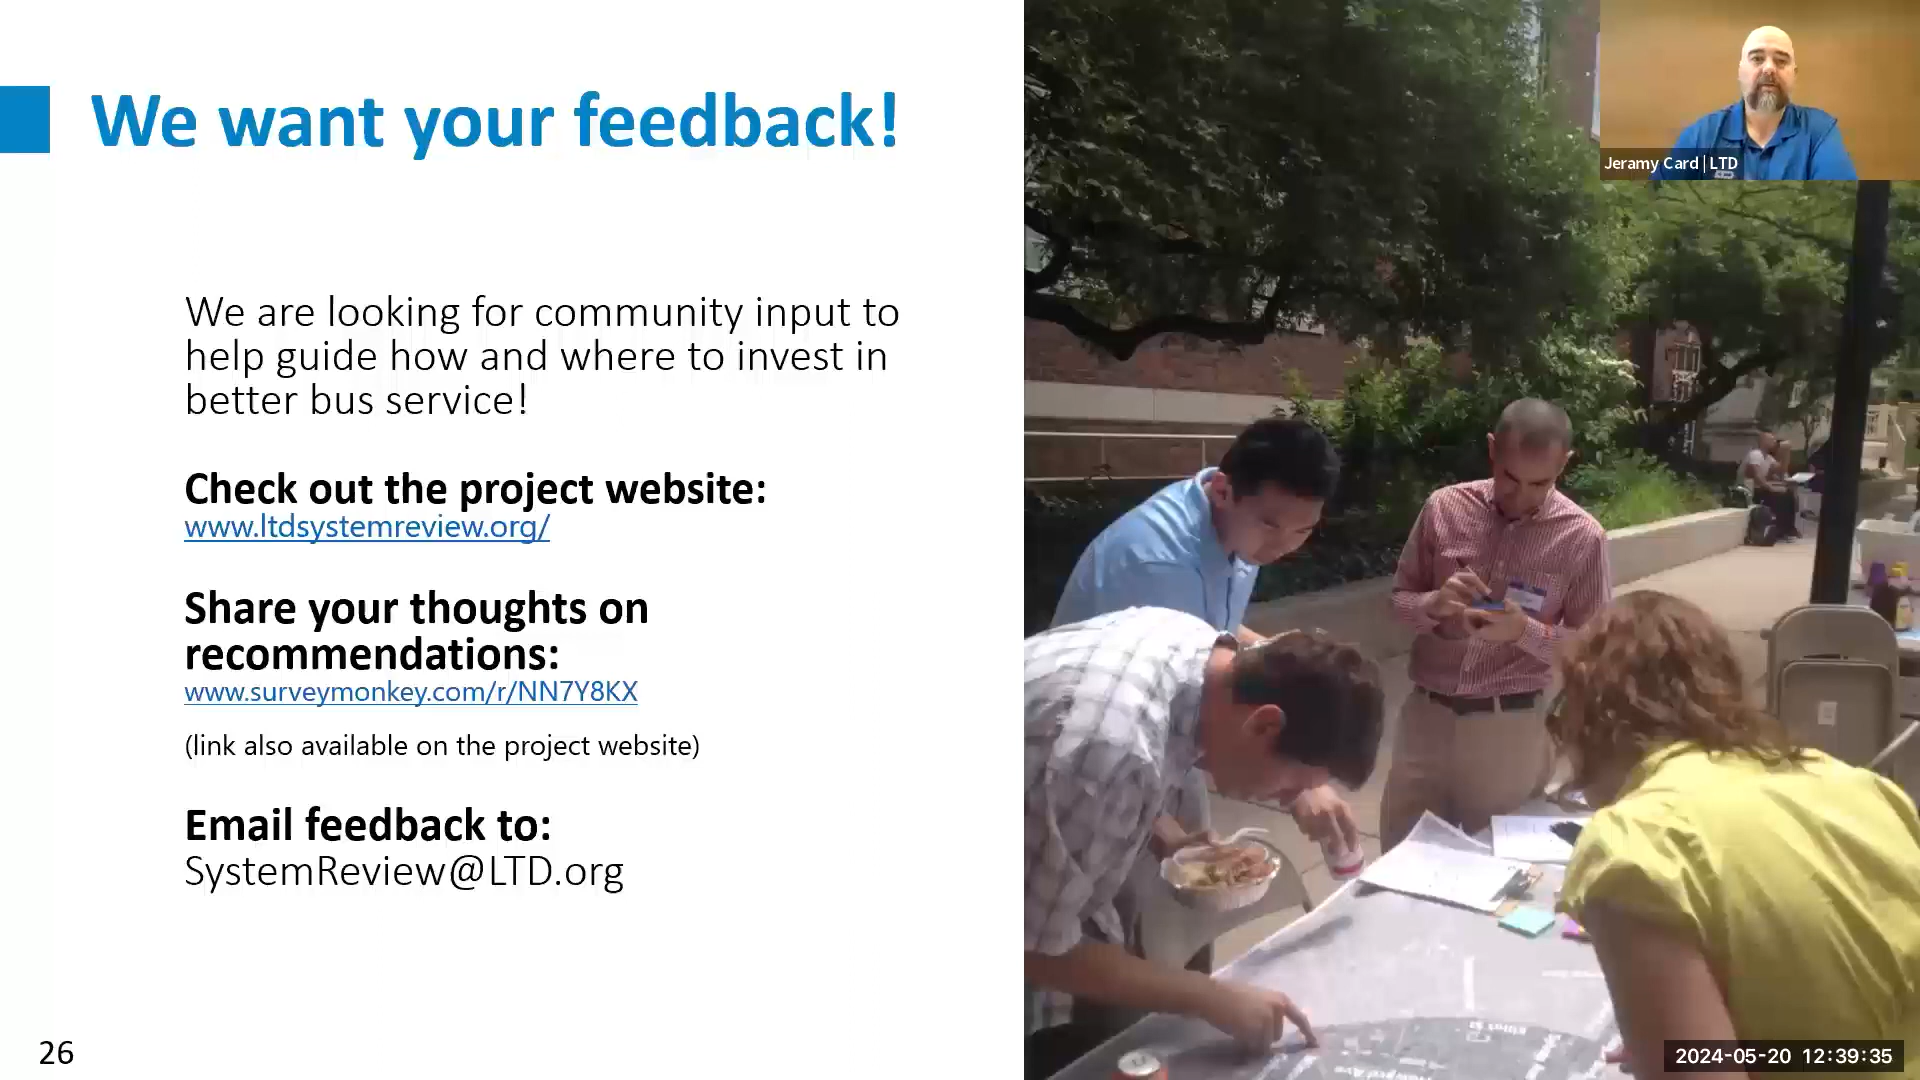 We want your feedback!
Jeramy Card | LTD
We are looking for community input to
help guide how and where to invest in
better bus service!
Check out the project website:
www.ltdsystemreview.org/
Share your thoughts on
recommendations:
www.surveymonkey.com/r/NN7Y8KX
(link also available on the project website)
Email feedback to:
SystemReview@LTD.org
26
2024-05-20 12:39:35